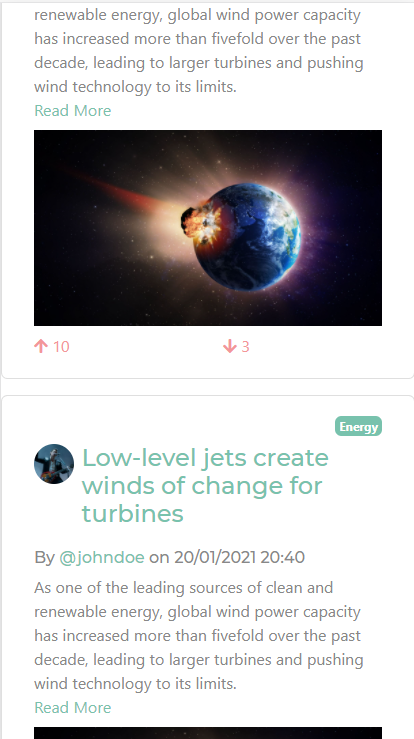 renewable energy, global wind power capacity
has increased more than fivefold over the past
decade, leading to larger turbines and pushing
wind technology to its limits.
Read More
10 3
Energy
Low-level jets create
winds of change for
turbines
By @johndoe on 20/01/2021 20:40
As one of the leading sources of clean and
renewable energy, global wind power capacity
has increased more than fivefold over the past
decade, leading to larger turbines and pushing
wind technology to its limits.
Read More